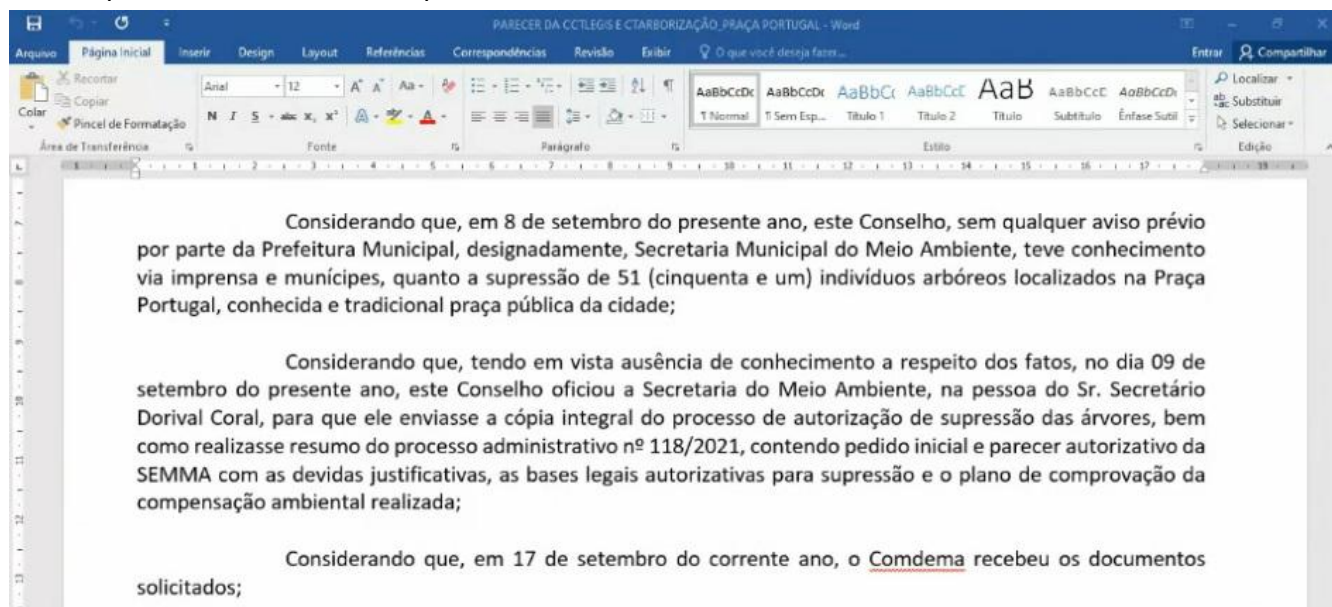 PARECER DA CCTLEGIS E CTARBORIZAÇÃO_PRAÇA PORTUGAL - Word
Arquivo Página Inicial Inserir Design Layout Referências Correspondências Revisão Exibir O que você deseja fazer... Entrar Compartilhar
Colar
Recortar
Copiar
Pincel de Formatação
Área de Transferência
Arial 12 A A Aa
N I S abc x, x² A A
Fonte
Parágrafo
AaBbCcDc AaBbCcDc AaBbCc AaBbCcC AaB AaBbCcC AaBbCcDc
1 Normal 1 Sem Esp... Título 1 Título 2 Título Subtítulo Ênfase Sutil
Estilo
Localizar
Substituir
Selecionar
Edição
Considerando que, em 8 de setembro do presente ano, este Conselho, sem qualquer aviso prévio
por parte da Prefeitura Municipal, designadamente, Secretaria Municipal do Meio Ambiente, teve conhecimento
via imprensa e munícipes, quanto a supressão de 51 (cinquenta e um) indivíduos arbóreos localizados na Praça
Portugal, conhecida e tradicional praça pública da cidade;
Considerando que, tendo em vista ausência de conhecimento a respeito dos fatos, no dia 09 de
setembro do presente ano, este Conselho oficiou a Secretaria do Meio Ambiente, na pessoa do Sr. Secretário
Dorival Coral, para que ele enviasse a cópia integral do processo de autorização de supressão das árvores, bem
como realizasse resumo do processo administrativo nº 118/2021, contendo pedido inicial e parecer autorizativo da
SEMMA com as devidas justificativas, as bases legais autorizativas para supressão e o plano de comprovação da
compensação ambiental realizada;
Considerando que, em 17 de setembro do corrente ano, o Comdema recebeu os documentos
solicitados;